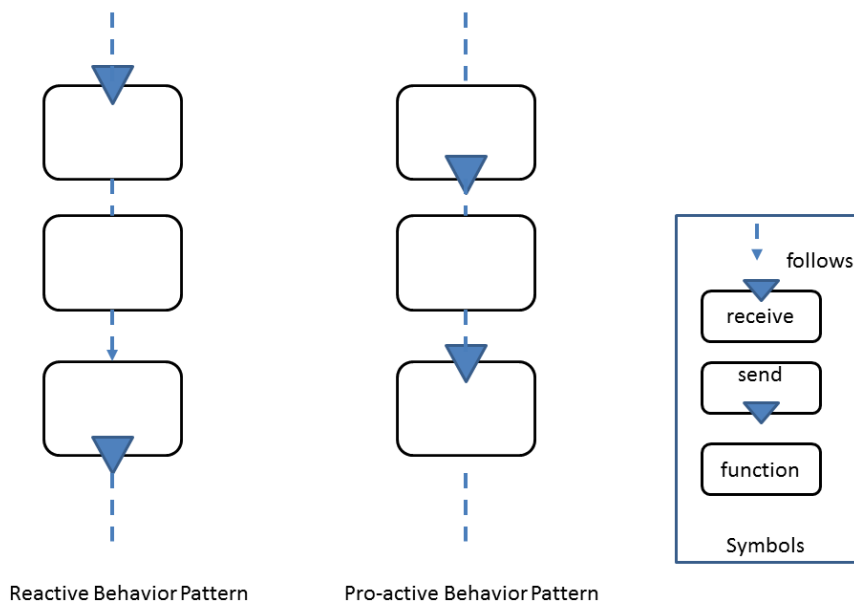 follows
receive
send
function
Symbols
Reactive Behavior Pattern
Pro-active Behavior Pattern